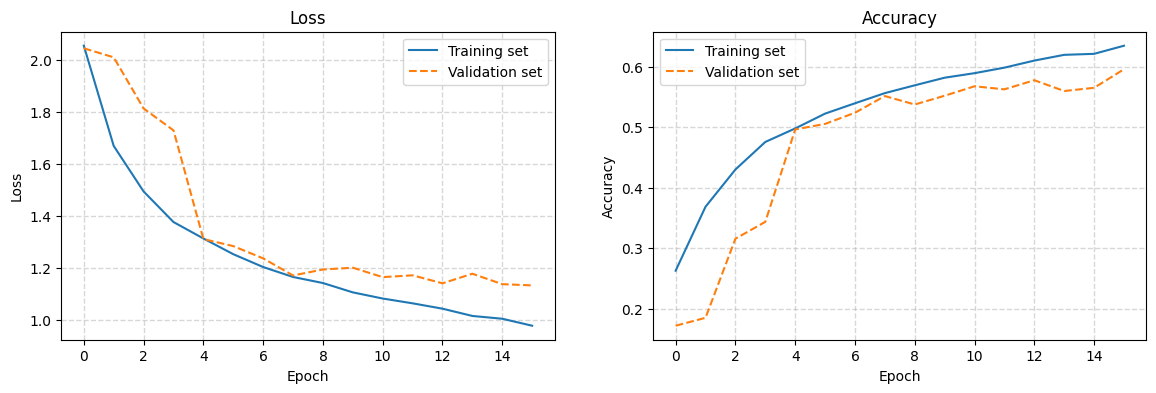 Loss
Training set
Validation set
2.0
1.8
1.6
1.4
1.2
1.0
Loss
0 2 4 6 8 10 12 14
Epoch
Accuracy
Training set
Validation set
0.6
0.5
0.4
0.3
0.2
Accuracy
0 2 4 6 8 10 12 14
Epoch